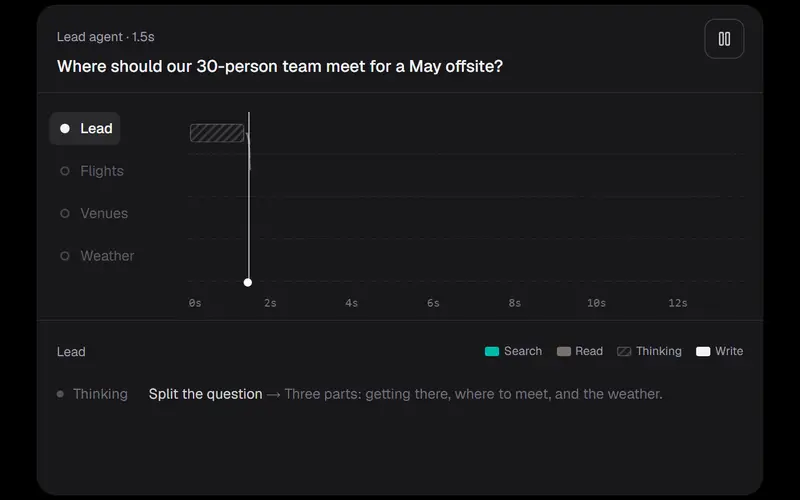 Lead agent · 1.5s
Where should our 30-person team meet for a May offsite?
Lead
Flights
Venues
Weather
0s 2s 4s 6s 8s 10s 12s
Lead
Search Read Thinking Write
Thinking Split the question → Three parts: getting there, where to meet, and the weather.